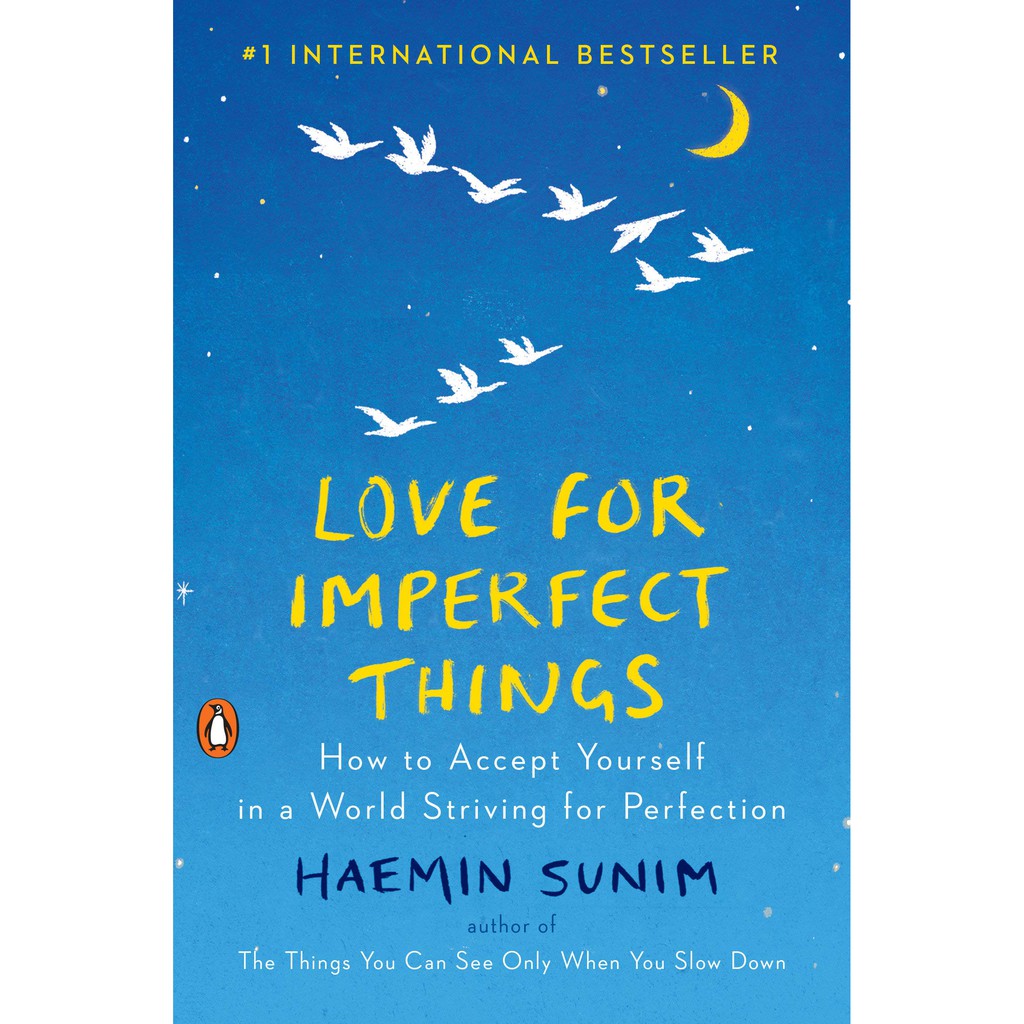 #1 INTERNATIONAL BESTSELLER
LOVE FOR
IMPERFECT
THINGS
How to Accept Yourself
in a World Striving for Perfection
HAEMIN SUNIM
author of
The Things You Can See Only When You Slow Down